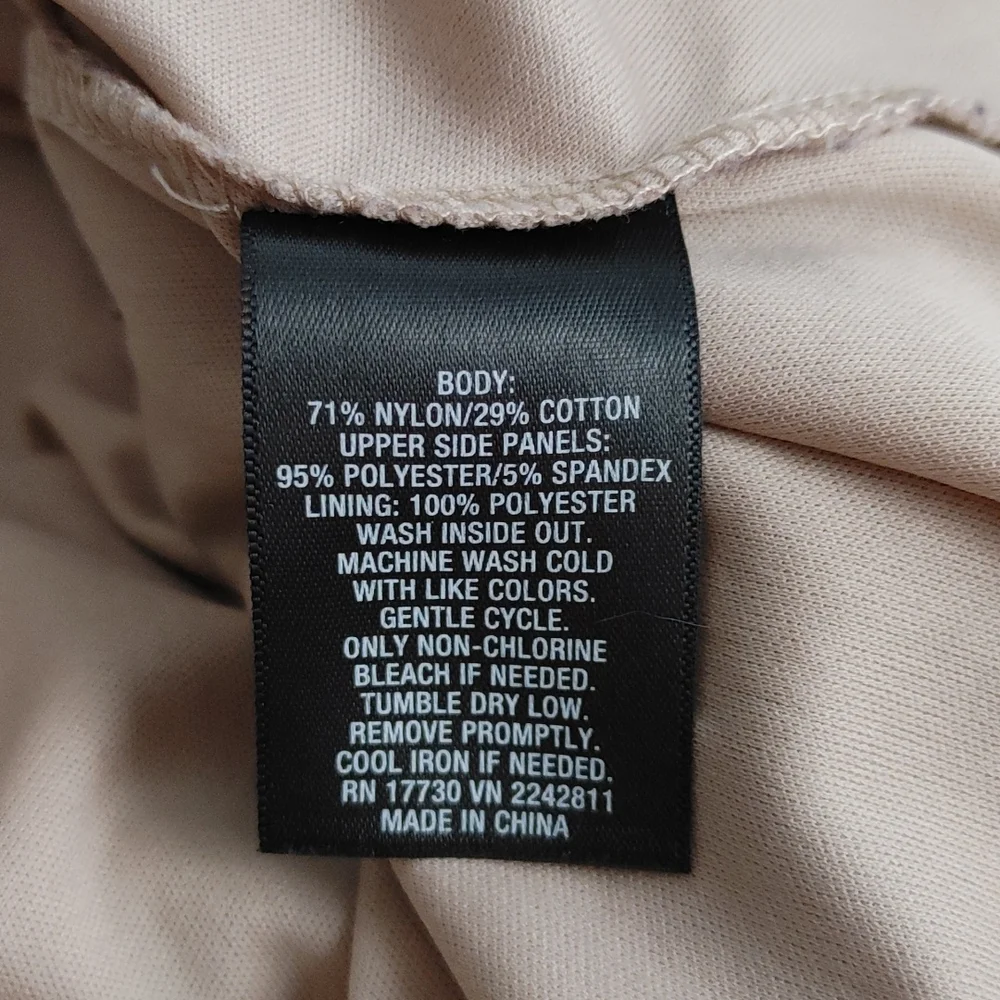 BODY:
71% NYLON/29% COTTON
UPPER SIDE PANELS:
95% POLYESTER/5% SPANDEX
LINING: 100% POLYESTER
WASH INSIDE OUT.
MACHINE WASH COLD
WITH LIKE COLORS.
GENTLE CYCLE.
ONLY NON-CHLORINE
BLEACH IF NEEDED.
TUMBLE DRY LOW.
REMOVE PROMPTLY.
COOL IRON IF NEEDED.
RN 17730 VN 2242811
MADE IN CHINA